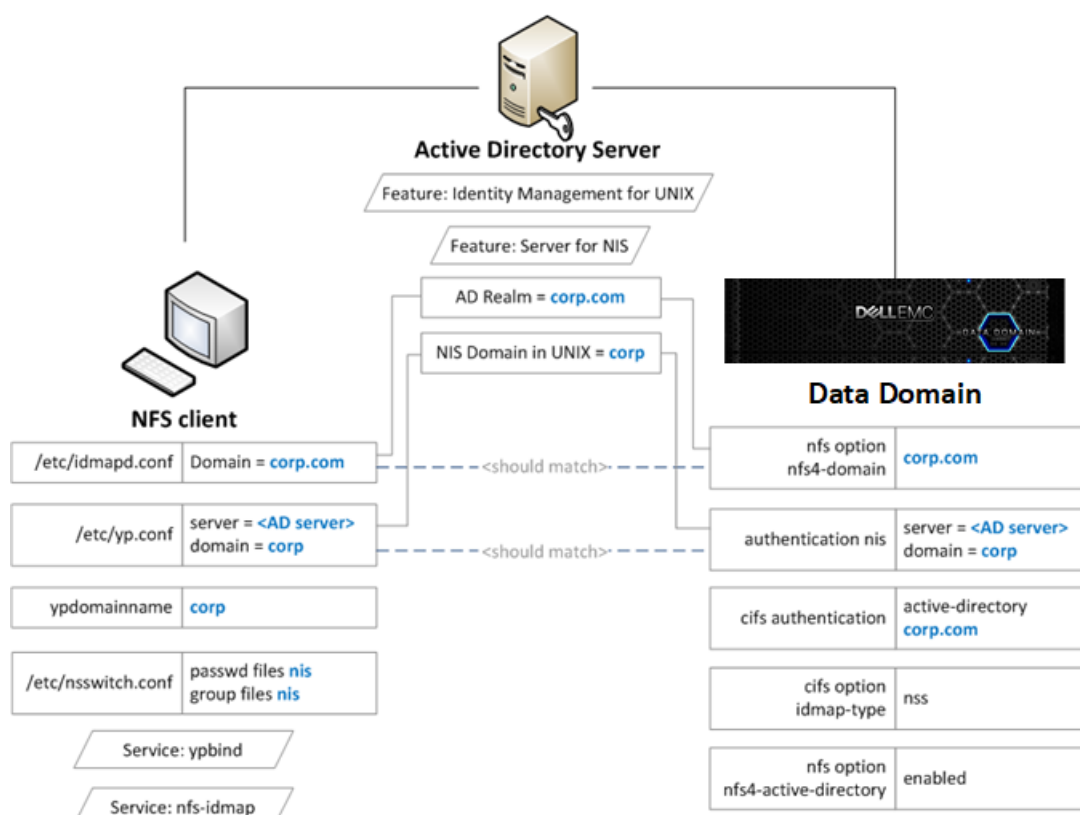 Active Directory Server
Feature: Identity Management for UNIX
Feature: Server for NIS
AD Realm = corp.com
NIS Domain in UNIX = corp
NFS client
/etc/idmapd.conf Domain = corp.com
/etc/yp.conf server = <AD server>
domain = corp
ypdomainname corp
/etc/nsswitch.conf passwd files nis
group files nis
Service: ypbind
Service: nfs-idmap
<should match>
<should match>
DELLEMC
DATA DOMAIN
Data Domain
nfs option
nfs4-domain corp.com
authentication nis server = <AD server>
domain = corp
cifs authentication active-directory
corp.com
cifs option
idmap-type nss
nfs option
nfs4-active-directory enabled